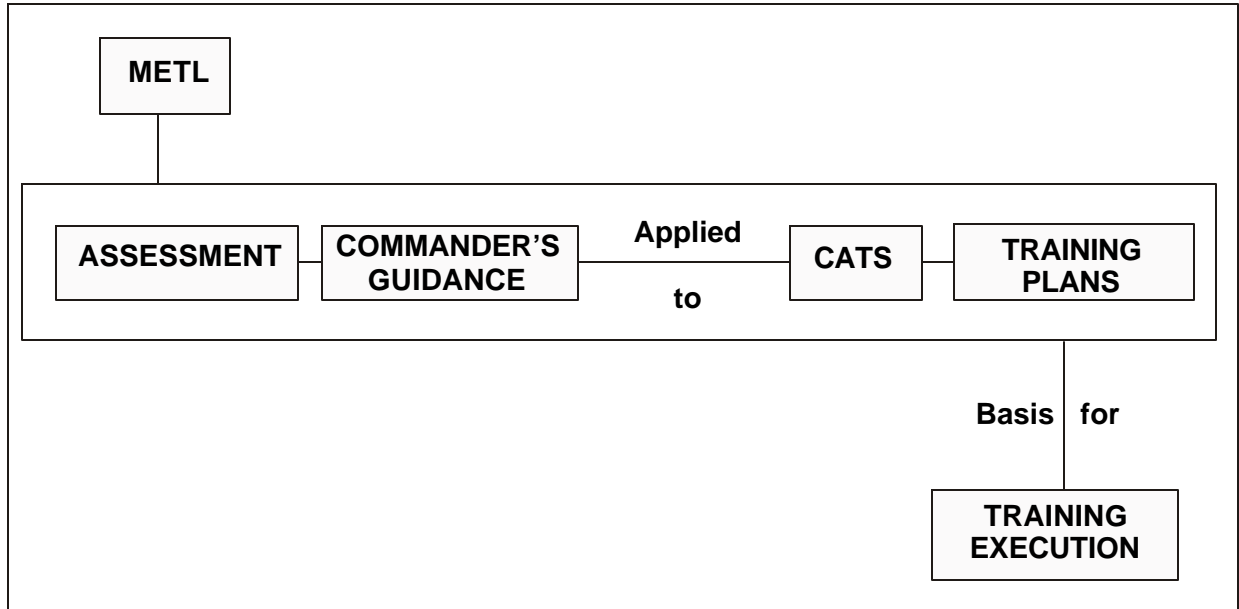 METL
ASSESSMENT
COMMANDER'S
GUIDANCE
Applied
to
CATS
TRAINING
PLANS
Basis for
TRAINING
EXECUTION